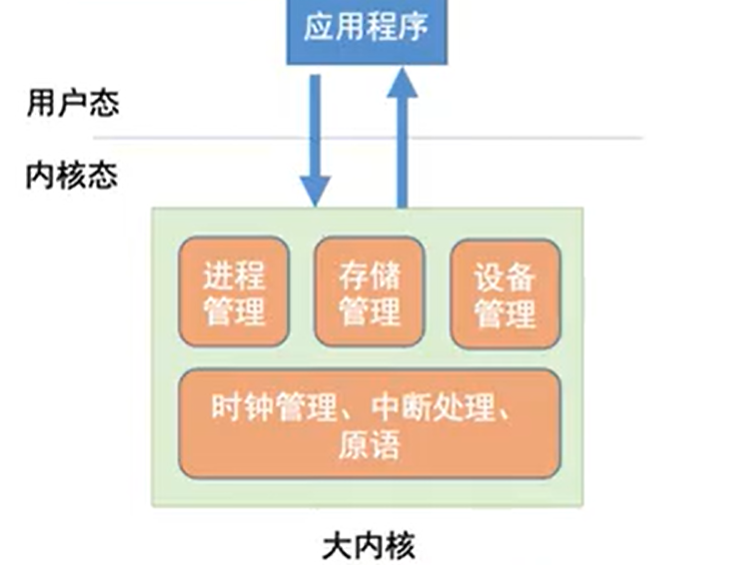 应用程序
用户态
内核态
进程
管理
存储
管理
设备
管理
时钟管理、中断处理、
原语
大内核